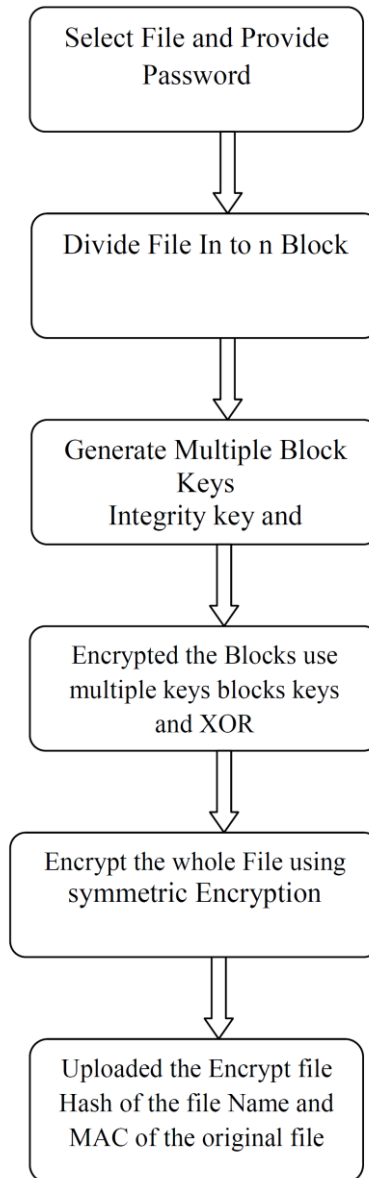 Select File and Provide
Password
Divide File In to n Block
Generate Multiple Block
Keys
Integrity key and
Encrypted the Blocks use
multiple keys blocks keys
and XOR
Encrypt the whole File using
symmetric Encryption
Uploaded the Encrypt file
Hash of the file Name and
MAC of the original file